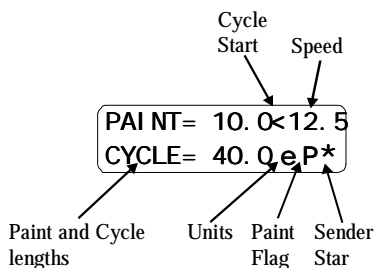 Cycle
Start
Speed
PAINT= 10.0<12.5
CYCLE= 40.0 e P*
Paint and Cycle
lengths
Units
Paint
Flag
Sender
Star